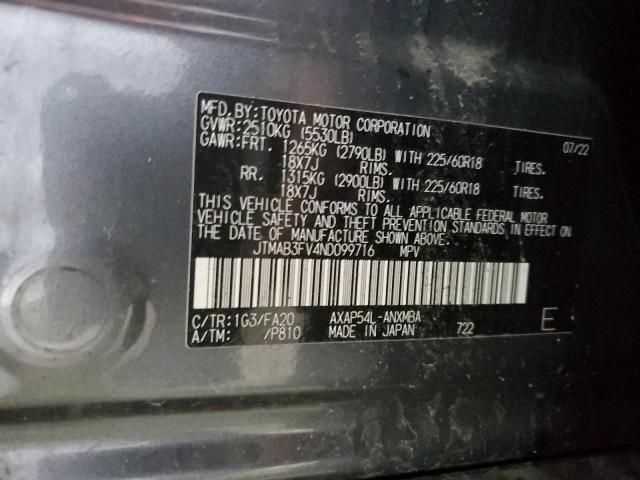 MFD. BY: TOYOTA MOTOR CORPORATION 07/22
GVWR: 2510KG (5530LB)
GAWR: FRT. 1265KG (2790LB) WITH 225/60R18 TIRES.
18X7J RIMS.
RR. 1315KG (2900LB) WITH 225/60R18 TIRES.
18X7J RIMS.
THIS VEHICLE CONFORMS TO ALL APPLICABLE FEDERAL MOTOR
VEHICLE SAFETY AND THEFT PREVENTION STANDARDS IN EFFECT ON
THE DATE OF MANUFACTURE SHOWN ABOVE.
JTMAB3FV4ND099716 MPV
C/TR: 1G3/FA20 AXAP54L-ANXMBA E
A/TM: /P810 MADE IN JAPAN 722